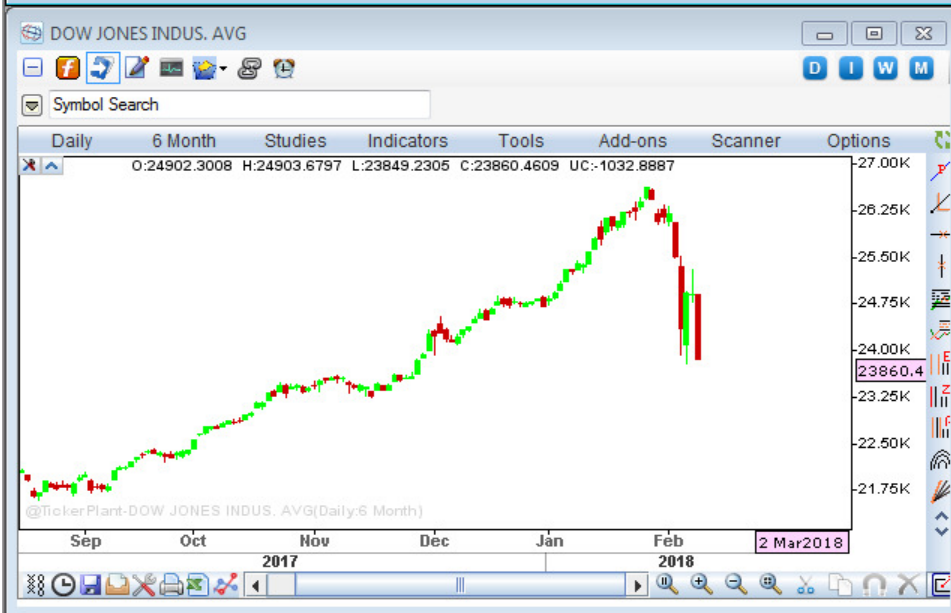 DOW JONES INDUS. AVG
D I W M
Symbol Search
Daily 6 Month Studies Indicators Tools Add-ons Scanner Options
O:24902.3008 H:24903.6797 L:23849.2305 C:23860.4609 UC:-1032.8887
27.00K
26.25K
25.50K
24.75K
24.00K
23860.4
23.25K
22.50K
21.75K
@TickerPlant-DOW JONES INDUS. AVG(Daily:6 Month)
Sep Oct Nov Dec Jan Feb 2 Mar2018
2017 2018